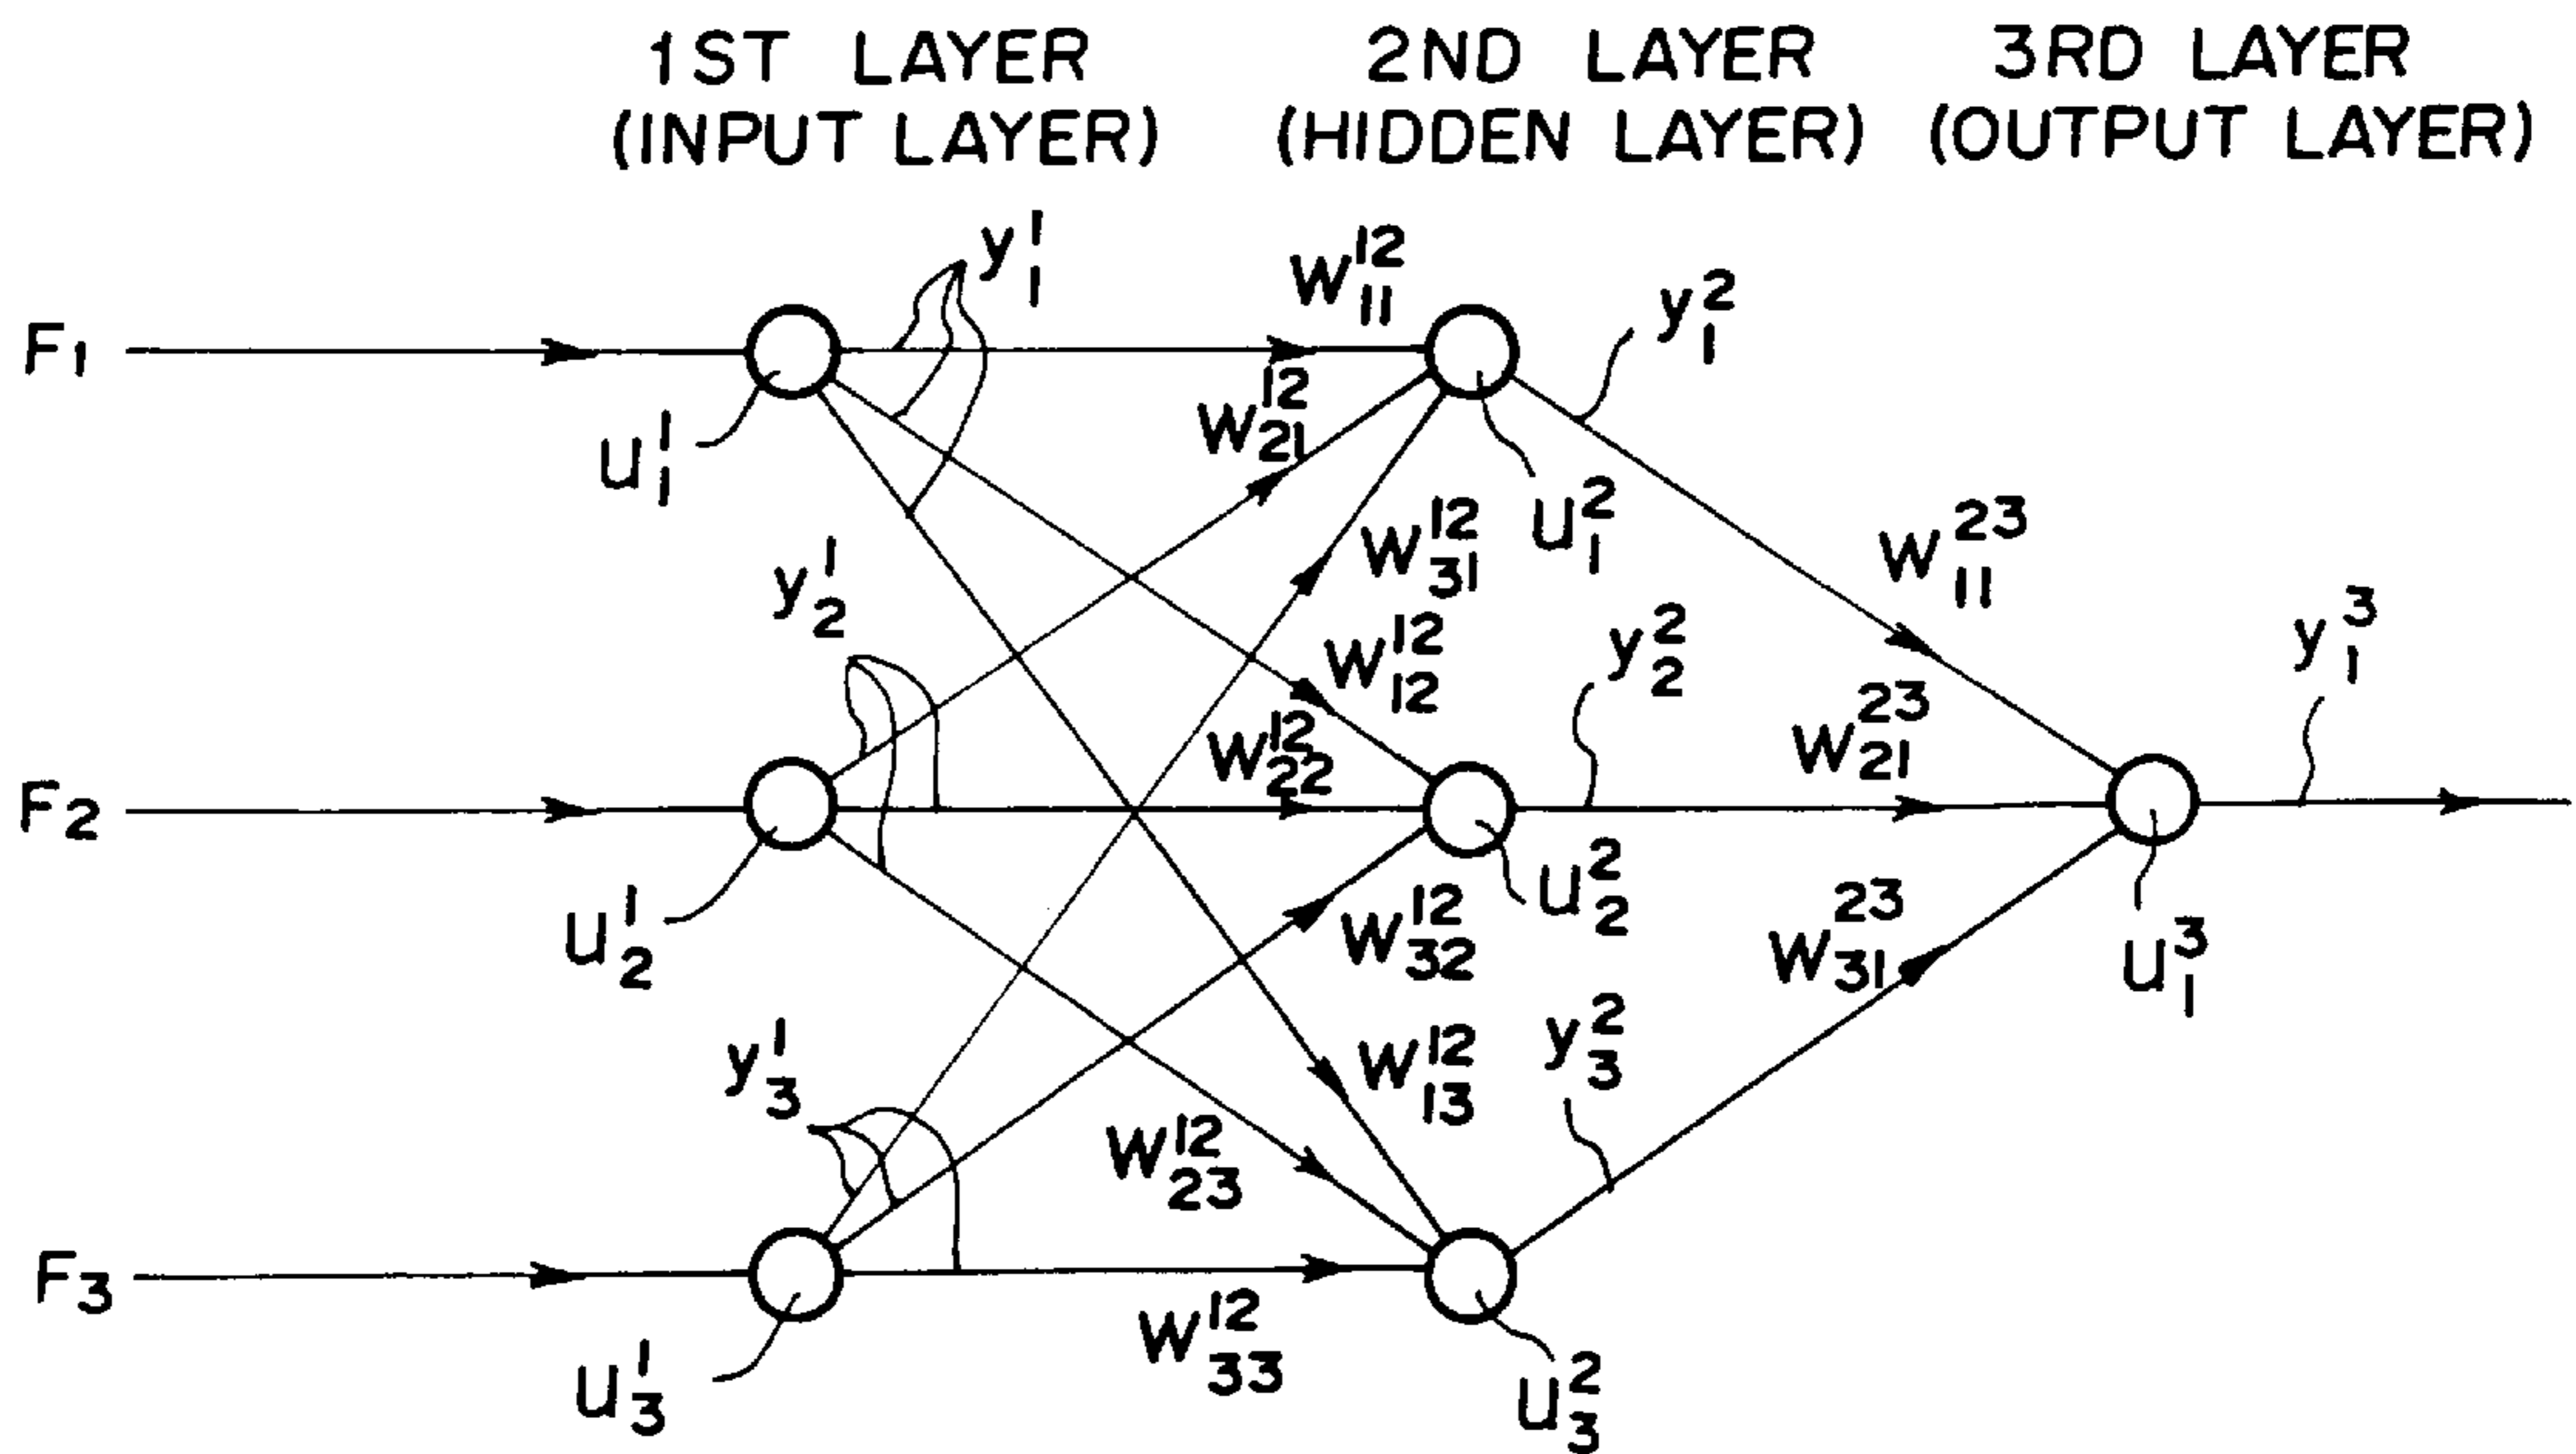 1ST LAYER 2ND LAYER 3RD LAYER
(INPUT LAYER) (HIDDEN LAYER) (OUTPUT LAYER)
y₁¹
W₁₁¹²
y₁²
F₁
W₂₁¹²
u₁¹
u₁²
W₃₁¹²
W₁₁²³
y₂¹
y₁³
W₁₂¹²
y₂²
W₂₂¹²
W₂₁²³
F₂
u₂²
u₂¹
W₃₂¹²
W₃₁²³
u₁³
y₃¹
W₁₃¹²
y₃²
W₂₃¹²
F₃
W₃₃¹²
u₃¹
u₃²